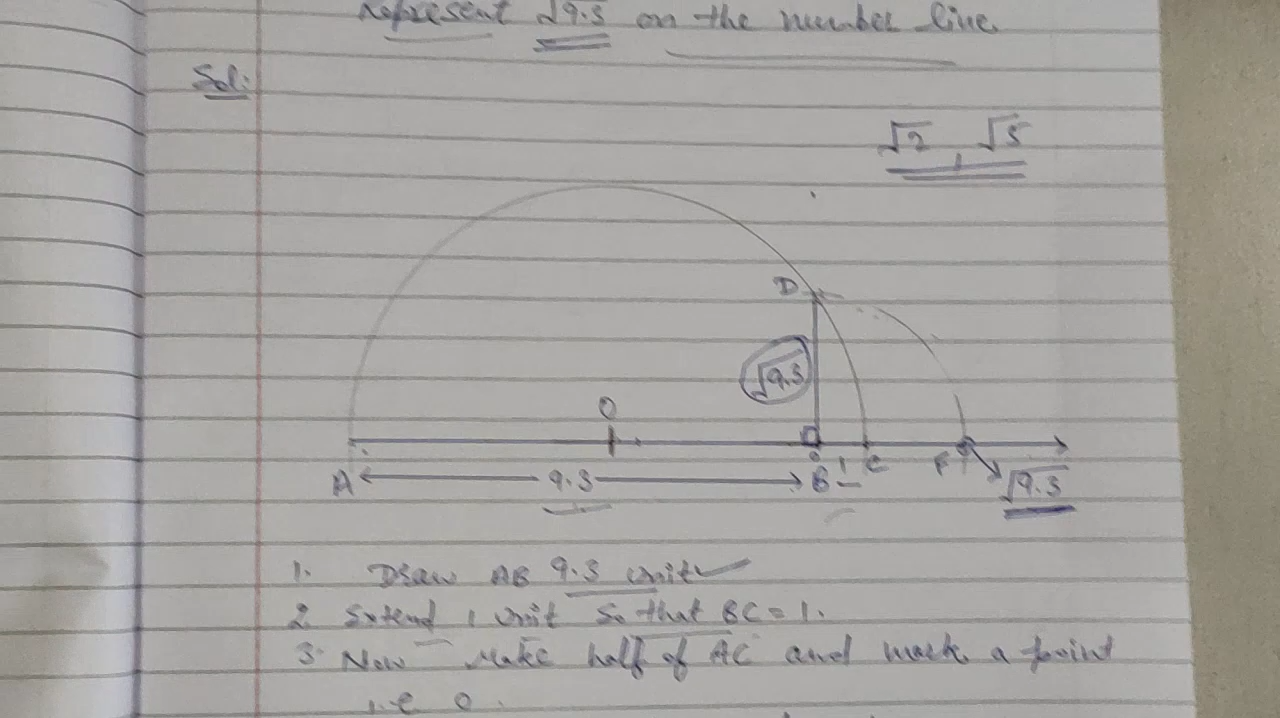 Represent √9.3 on the number line.
Sol:
√2, √5
D
√9.3
O
A 9.3 B 1 C F
√9.3
1. Draw AB 9.3 unit
2. Extend 1 unit so that BC = 1.
3. Now Make half of AC and mark a point
i.e O.